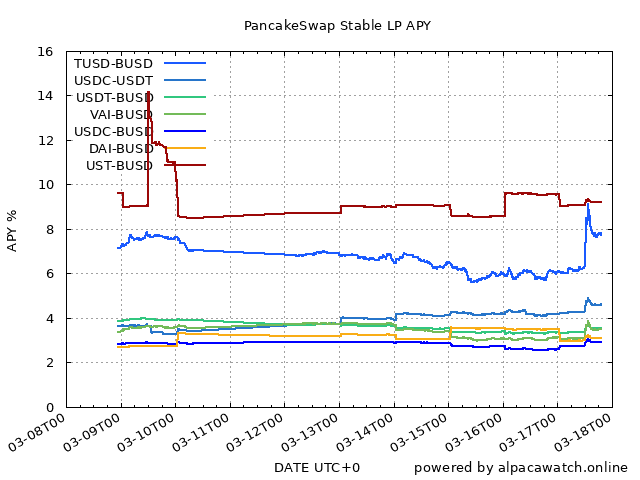 PancakeSwap Stable LP APY
APY %
16
14
12
10
8
6
4
2
0
TUSD-BUSD
USDC-USDT
USDT-BUSD
VAI-BUSD
USDC-BUSD
DAI-BUSD
UST-BUSD
03-08T00
03-09T00
03-10T00
03-11T00
03-12T00
03-13T00
03-14T00
03-15T00
03-16T00
03-17T00
03-18T00
DATE UTC+0
powered by alpacawatch.online